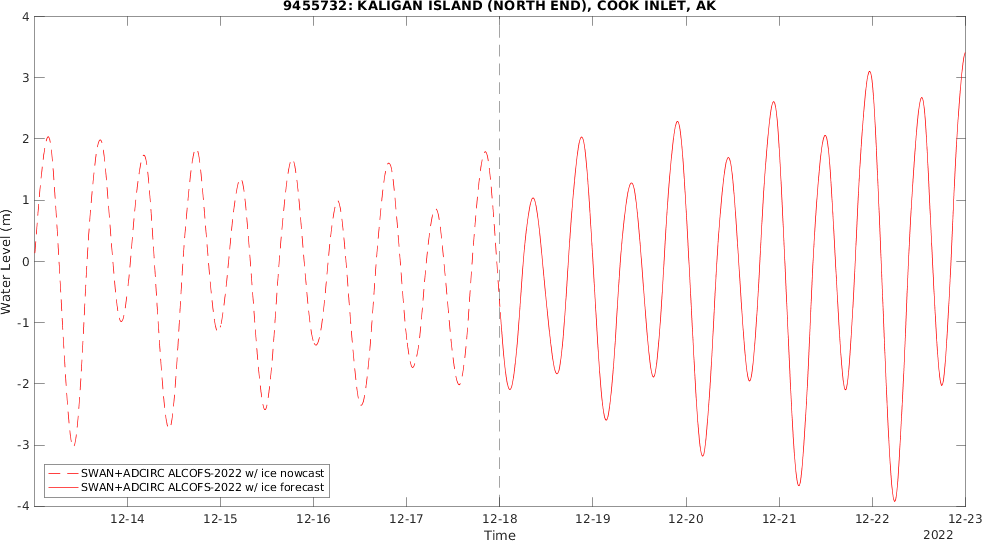 9455732: KALIGAN ISLAND (NORTH END), COOK INLET, AK
4
3
2
1
0
-1
-2
-3
-4
Water Level (m)
SWAN+ADCIRC ALCOFS-2022 w/ ice nowcast
SWAN+ADCIRC ALCOFS-2022 w/ ice forecast
12-14 12-15 12-16 12-17 12-18 12-19 12-20 12-21 12-22 12-23
Time
2022